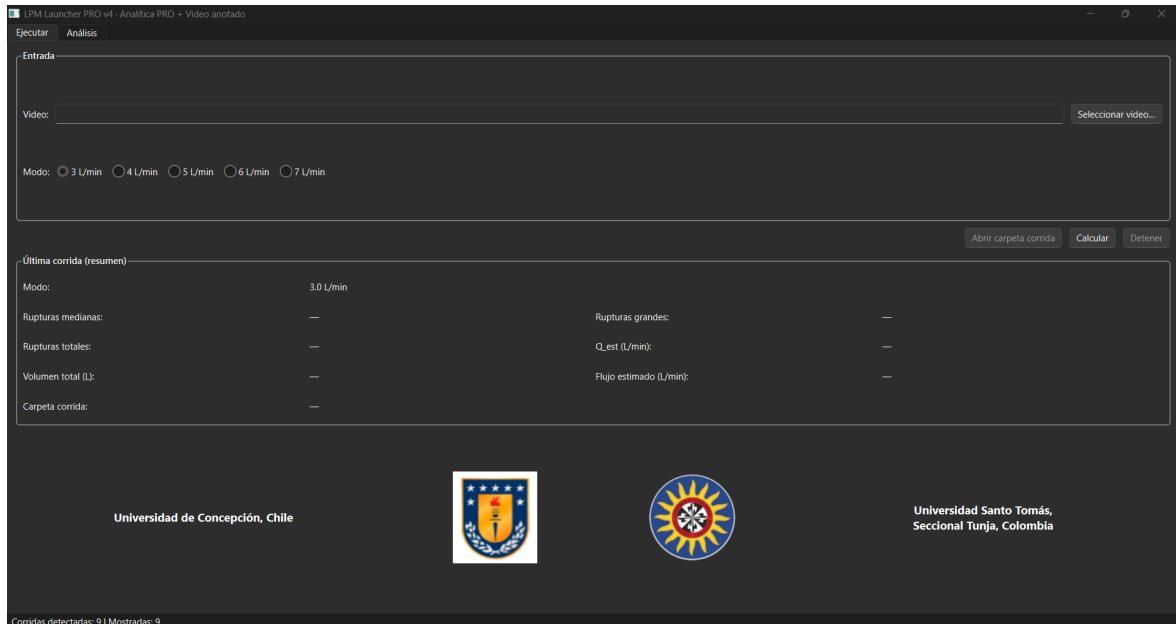 LPM Launcher PRO v4 · Analítica PRO + Video anotado
Ejecutar Análisis
Entrada
Video: Seleccionar video...
Modo: 3 L/min 4 L/min 5 L/min 6 L/min 7 L/min
Abrir carpeta corrida Calcular Detener
Última corrida (resumen)
Modo: 3.0 L/min
Rupturas medianas: — Rupturas grandes: —
Rupturas totales: — Q_est (L/min): —
Volumen total (L): — Flujo estimado (L/min): —
Carpeta corrida: —
Universidad de Concepción, Chile
Universidad Santo Tomás,
Seccional Tunja, Colombia
Corridas detectadas: 9 | Mostradas: 9